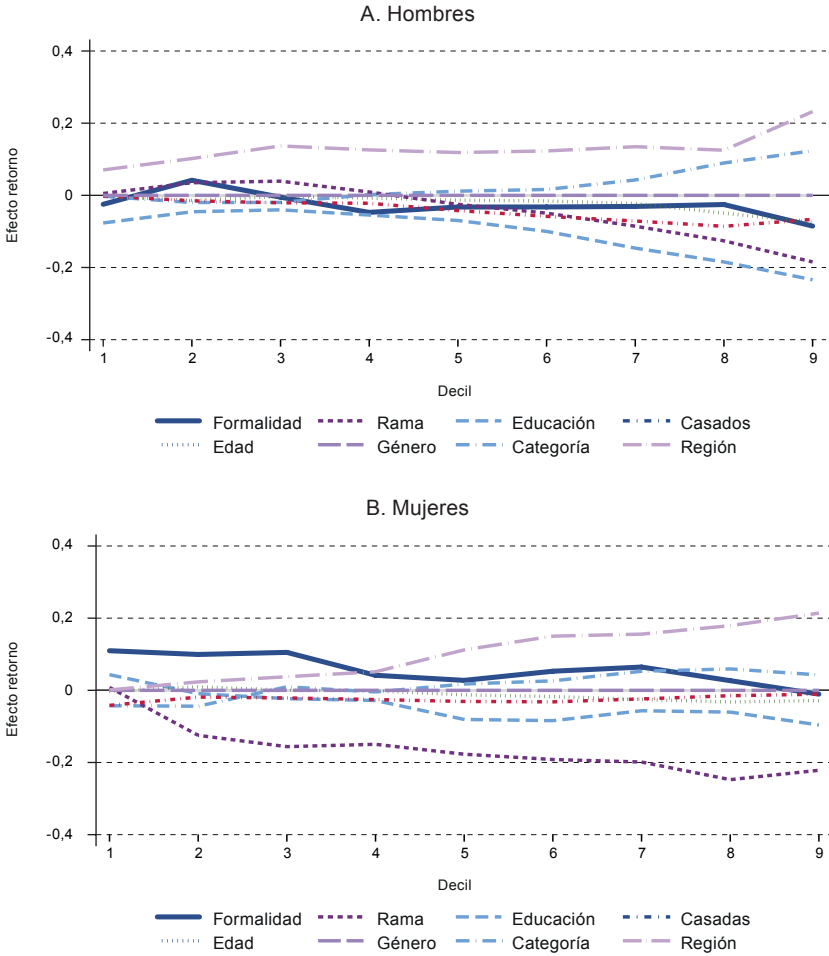 A. Hombres
0,4
0,2
0
-0,2
-0,4
Efecto retorno
1 2 3 4 5 6 7 8 9
Decil
Formalidad Rama Educación Casados
Edad Género Categoría Región
B. Mujeres
0,4
0,2
0
-0,2
-0,4
Efecto retorno
1 2 3 4 5 6 7 8 9
Decil
Formalidad Rama Educación Casadas
Edad Género Categoría Región